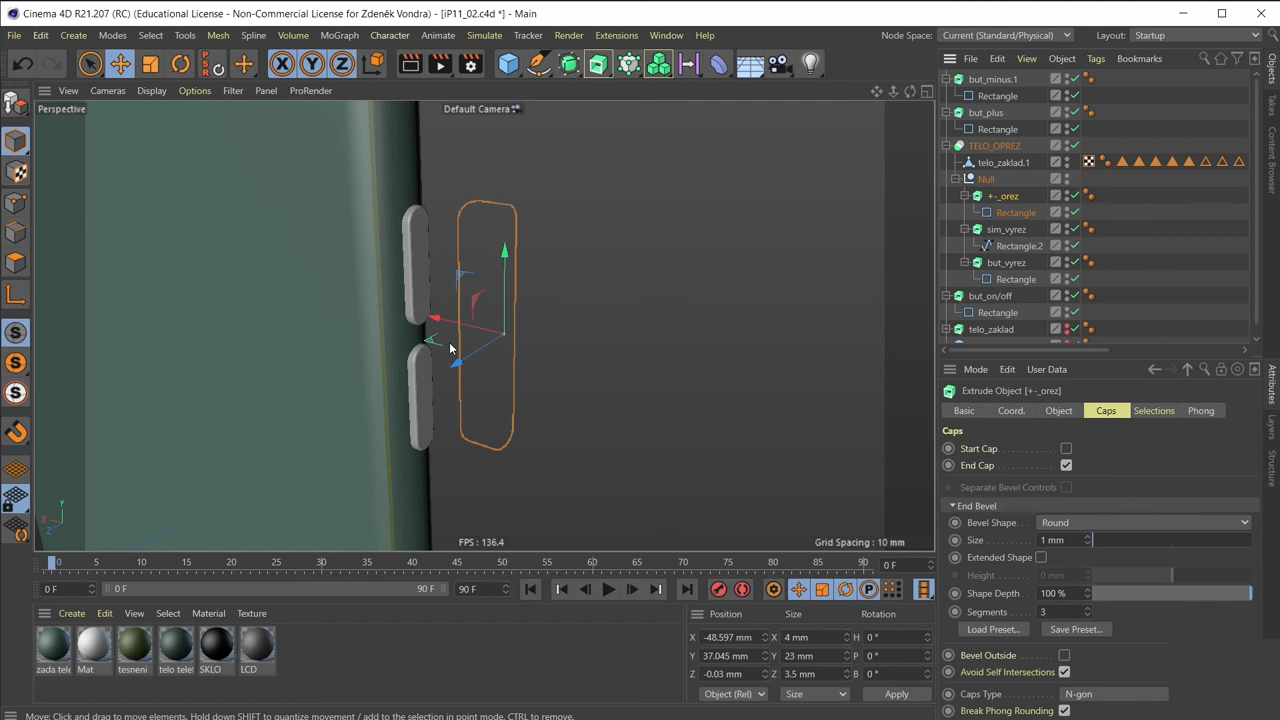 Cinema 4D R21.207 (RC) (Educational License - Non-Commercial License for Zdeněk Vondra) - [iP11_02.c4d *] - Main
File Edit Create Modes Select Tools Mesh Spline Volume MoGraph Character Animate Simulate Tracker Render Extensions Window Help Node Space: Current (Standard/Physical) Layout: Startup
PSR
X Y Z
File Edit View Object Tags Bookmarks
View Cameras Display Options Filter Panel ProRender
Perspective Default Camera
but_minus.1
Rectangle
but_plus
Rectangle
TELO_OPREZ
telo_zaklad.1
Null
+-_orez
Rectangle
sim_vyrez
Rectangle.2
but_vyrez
Rectangle
but_on/off
Rectangle
telo_zaklad
Objects
Takes
Content Browser
Attributes
Layers
Structure
Mode Edit User Data
Extrude Object [+-_orez]
Basic Coord. Object Caps Selections Phong
Caps
Start Cap
End Cap
Separate Bevel Controls
End Bevel
Bevel Shape Round
Size 1 mm
Extended Shape
Height 0 mm
Shape Depth 100 %
Segments 3
Load Preset... Save Preset...
Bevel Outside
Avoid Self Intersections
Caps Type N-gon
Break Phong Rounding
Y
X
Z
FPS : 136.4 Grid Spacing : 10 mm
0 5 10 15 20 25 30 35 40 45 50 55 60 65 70 75 80 85 90 0 F
0 F 0 F 90 F 90 F
Create Edit View Select Material Texture
zada tele Mat tesneni telo telel SKLO LCD
Position Size Rotation
X -48.597 mm X 4 mm H 0 °
Y 37.045 mm Y 23 mm P 0 °
Z -0.03 mm Z 3.5 mm B 0 °
Object (Rel) Size Apply
Move: Click and drag to move elements. Hold down SHIFT to quantize movement / add to the selection in point mode, CTRL to remove.